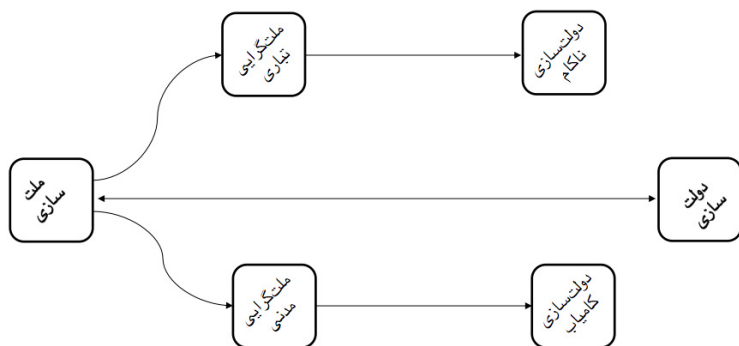 ملت‌گرایی
تباری
دولت‌سازی
ناکام
ملت
سازی
دولت
سازی
ملت‌گرایی
مدنی
دولت‌سازی
کامیاب